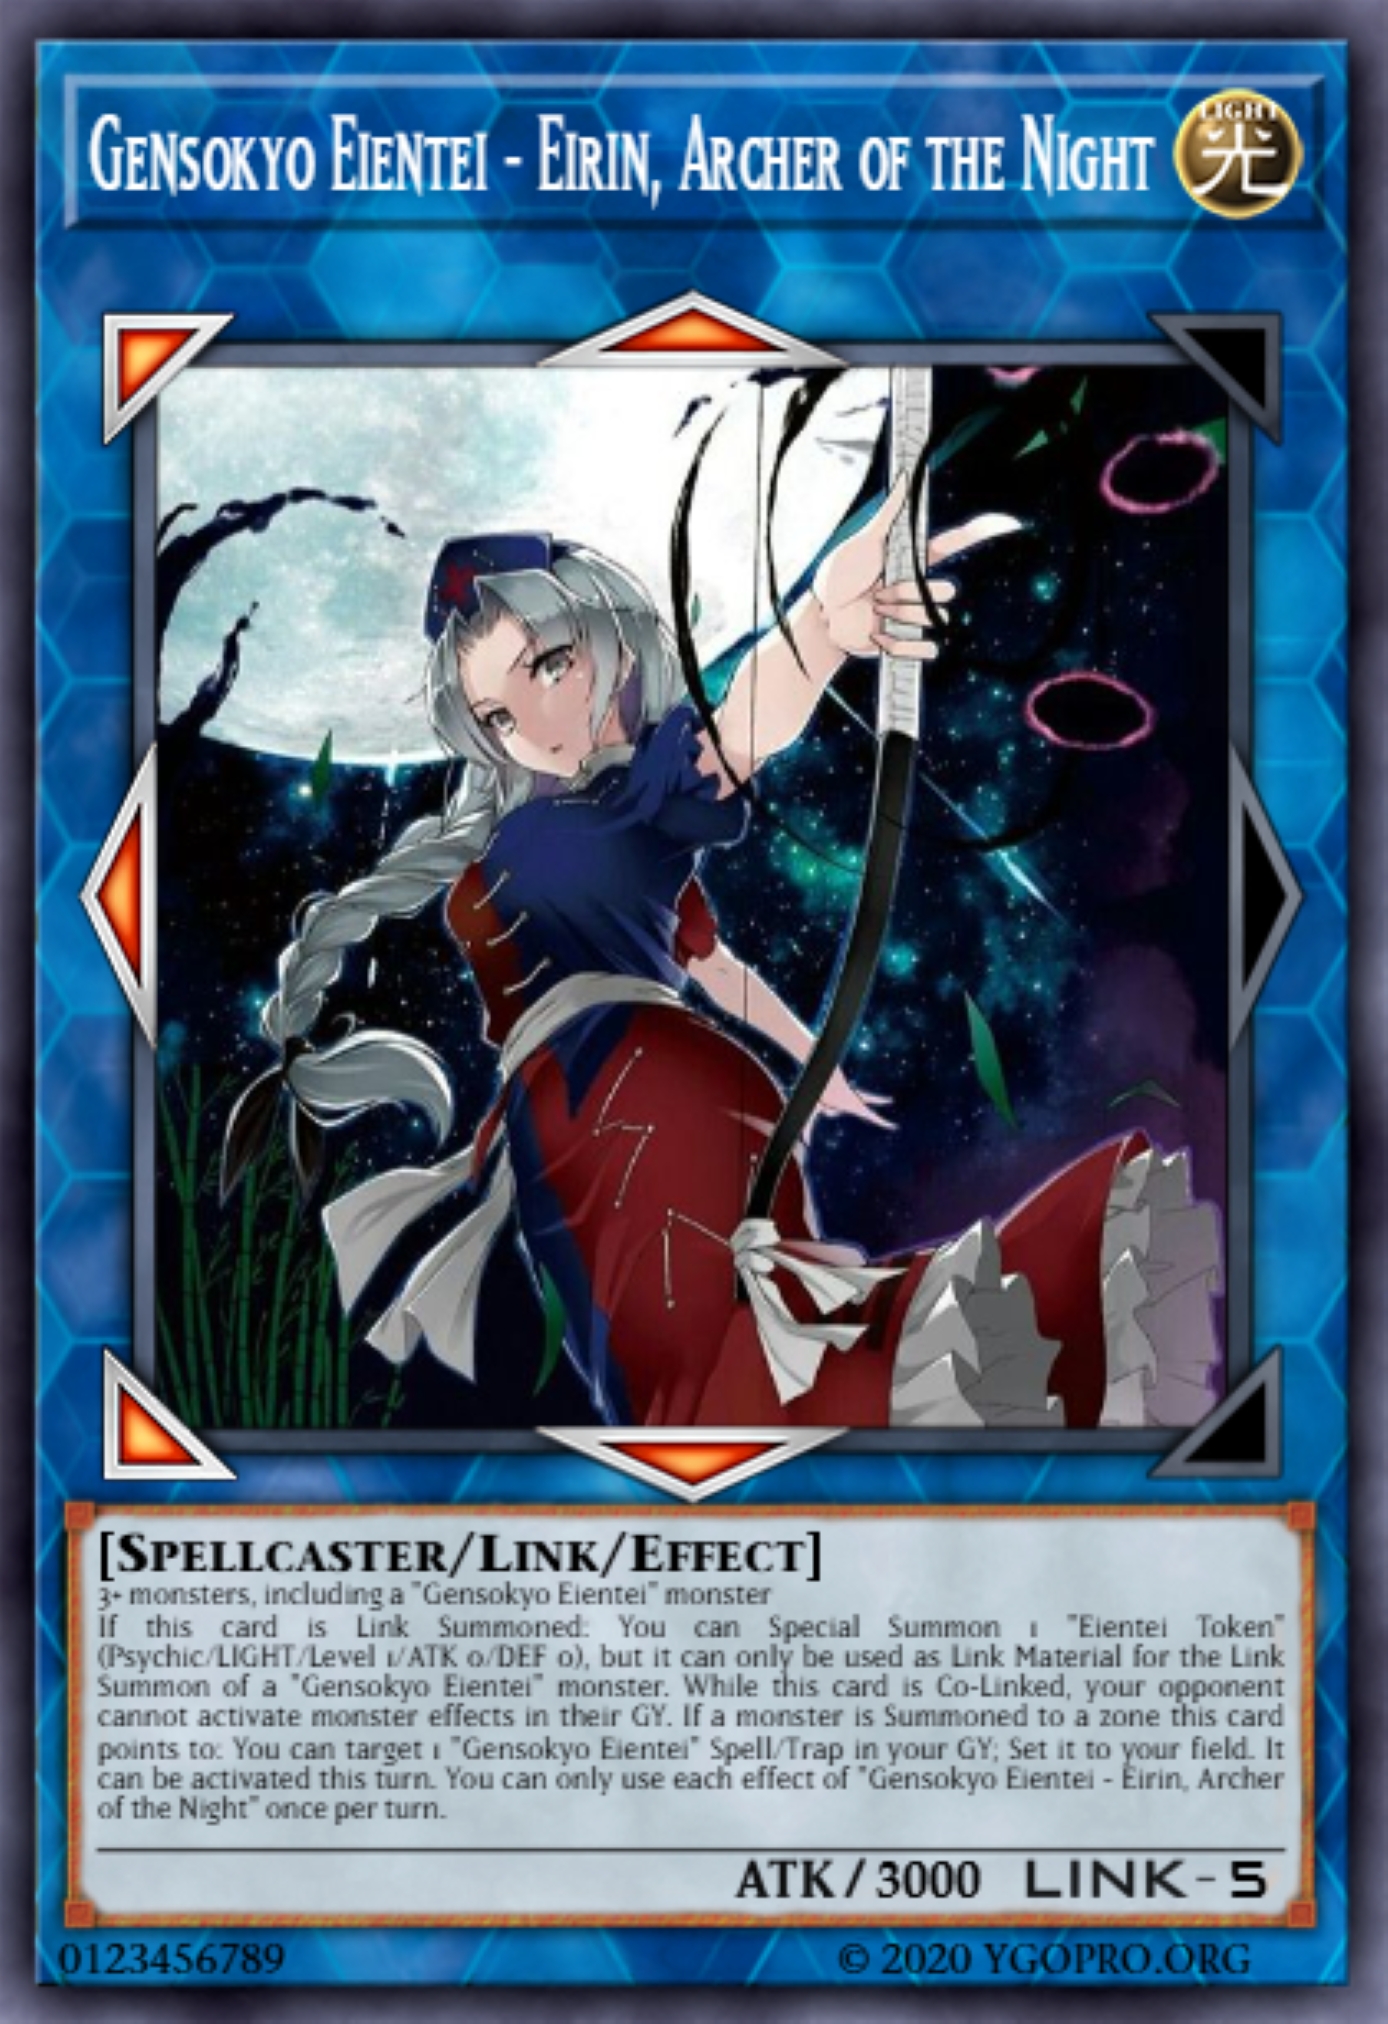 Gensokyo Eientei - Eirin, Archer of the Night
LIGHT
光
[Spellcaster/Link/Effect]
3+ monsters, including a "Gensokyo Eientei" monster
If this card is Link Summoned: You can Special Summon 1 "Eientei Token"
(Psychic/LIGHT/Level 1/ATK 0/DEF 0), but it can only be used as Link Material for the Link
Summon of a "Gensokyo Eientei" monster. While this card is Co-Linked, your opponent
cannot activate monster effects in their GY. If a monster is Summoned to a zone this card
points to: You can target 1 "Gensokyo Eientei" Spell/Trap in your GY; Set it to your field. It
can be activated this turn. You can only use each effect of "Gensokyo Eientei - Eirin, Archer
of the Night" once per turn.
ATK/3000 LINK-5
0123456789 © 2020 YGOPRO.ORG